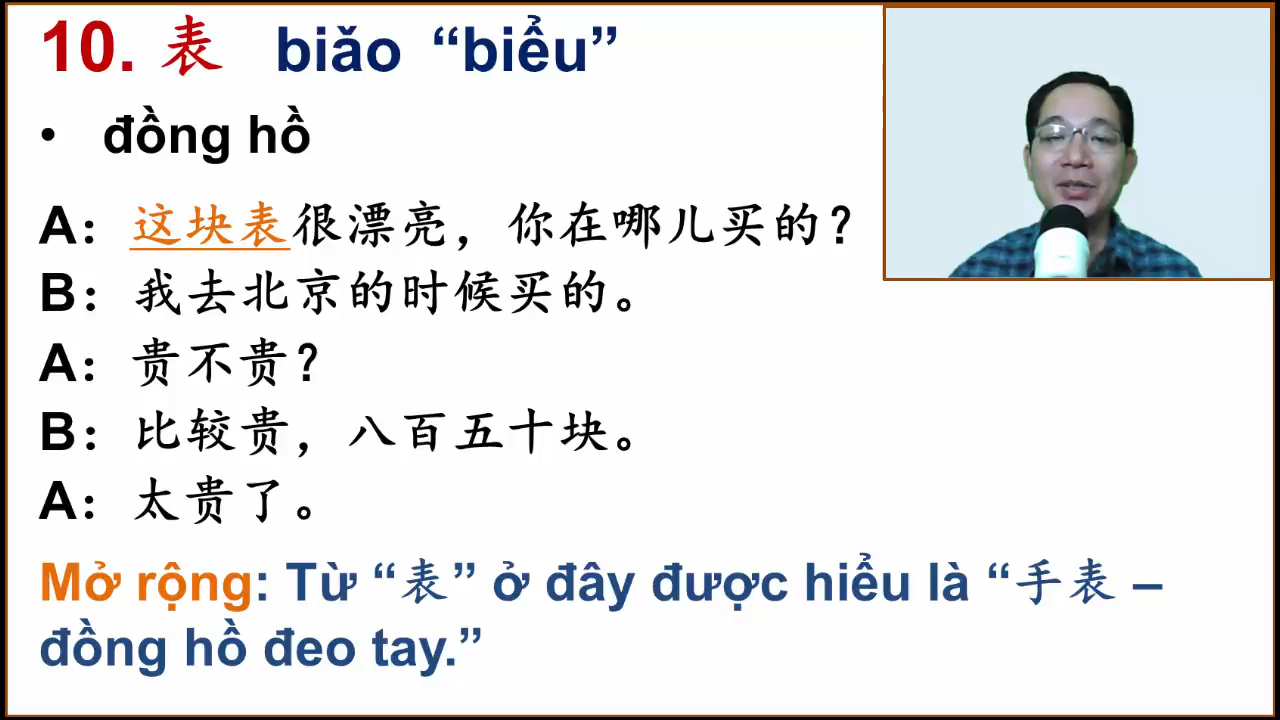 10. 表 biǎo “biểu”
• đồng hồ
A：这块表很漂亮，你在哪儿买的？
B：我去北京的时候买的。
A：贵不贵？
B：比较贵，八百五十块。
A：太贵了。
Mở rộng: Từ “表” ở đây được hiểu là “手表 –
đồng hồ đeo tay.”